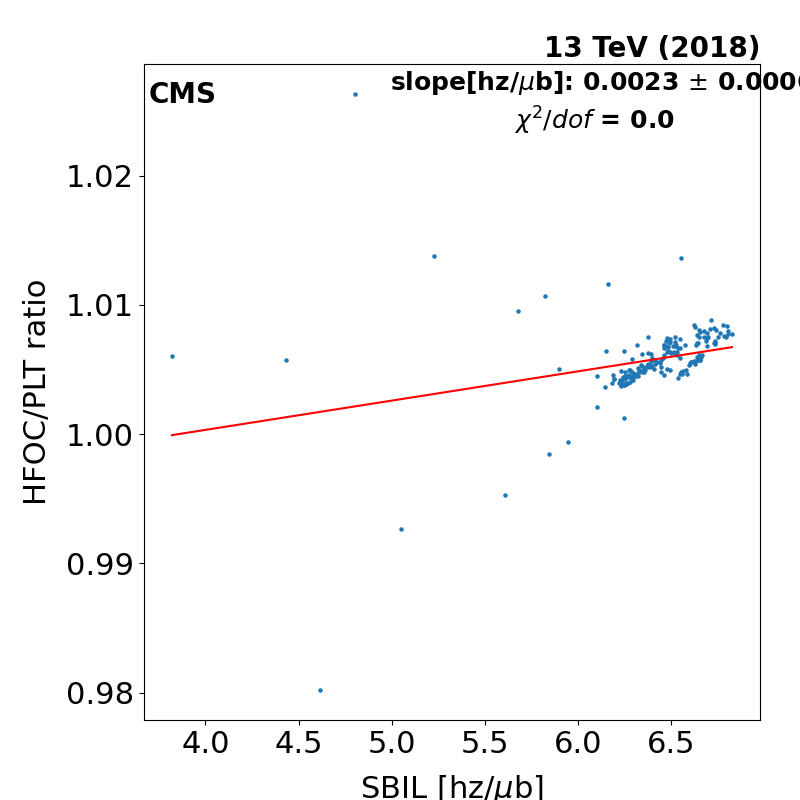 13 TeV (2018)
CMS
slope[hz/μb]: 0.0023 ± 0.000
χ²/dof = 0.0
1.02
1.01
1.00
0.99
0.98
HFOC/PLT ratio
4.0 4.5 5.0 5.5 6.0 6.5
SBIL [hz/μb]